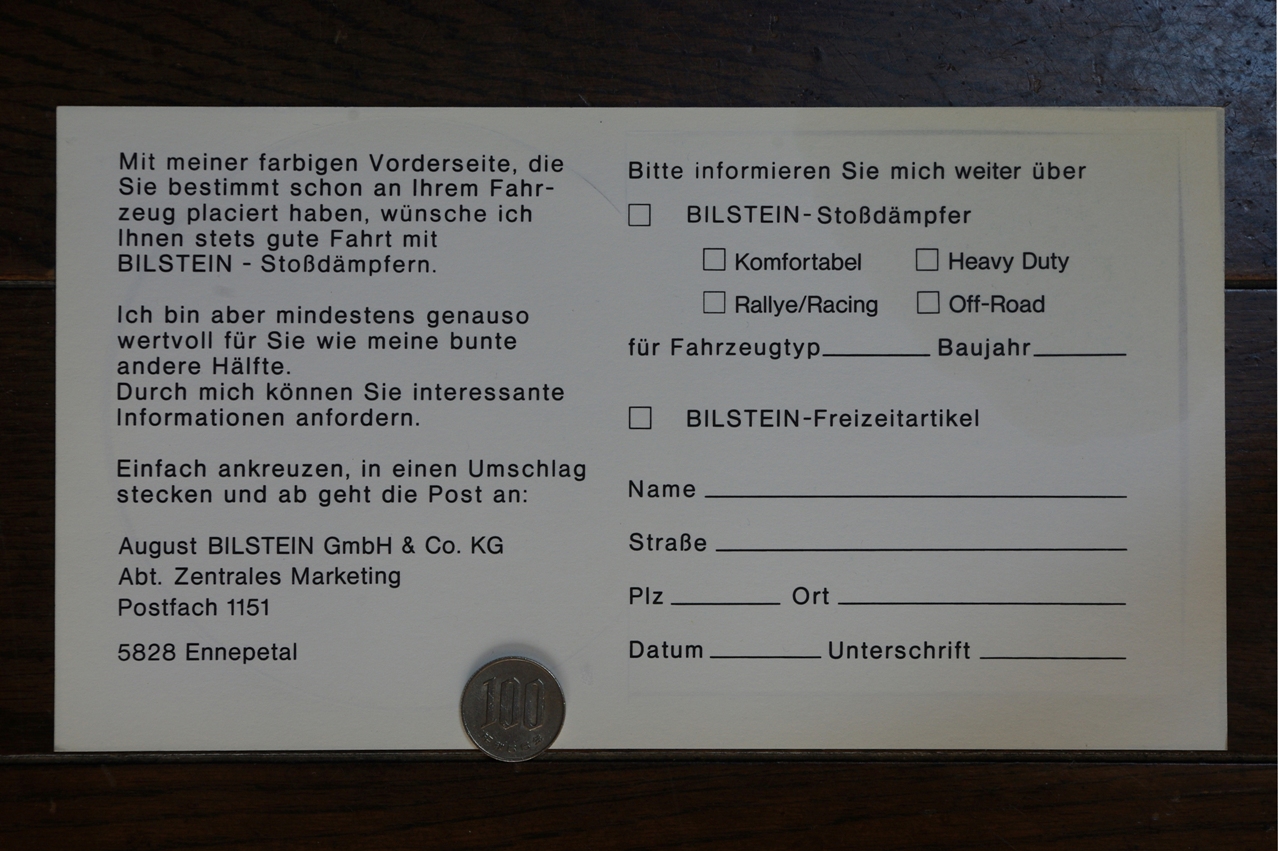 Mit meiner farbigen Vorderseite, die
Sie bestimmt schon an Ihrem Fahr-
zeug placiert haben, wünsche ich
Ihnen stets gute Fahrt mit
BILSTEIN - Stoßdämpfern.
Ich bin aber mindestens genauso
wertvoll für Sie wie meine bunte
andere Hälfte.
Durch mich können Sie interessante
Informationen anfordern.
Einfach ankreuzen, in einen Umschlag
stecken und ab geht die Post an:
August BILSTEIN GmbH & Co. KG
Abt. Zentrales Marketing
Postfach 1151
5828 Ennepetal
Bitte informieren Sie mich weiter über
BILSTEIN-Stoßdämpfer
Komfortabel Heavy Duty
Rallye/Racing Off-Road
für Fahrzeugtyp Baujahr
BILSTEIN-Freizeitartikel
Name
Straße
Plz Ort
Datum Unterschrift
100